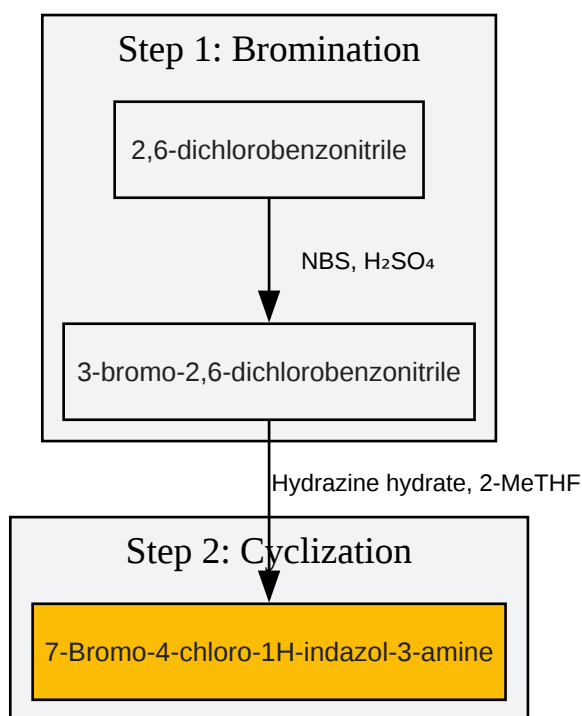 Step 1: Bromination
2,6-dichlorobenzonitrile
NBS, H₂SO₄
3-bromo-2,6-dichlorobenzonitrile
Hydrazine hydrate, 2-MeTHF
Step 2: Cyclization
7-Bromo-4-chloro-1H-indazol-3-amine